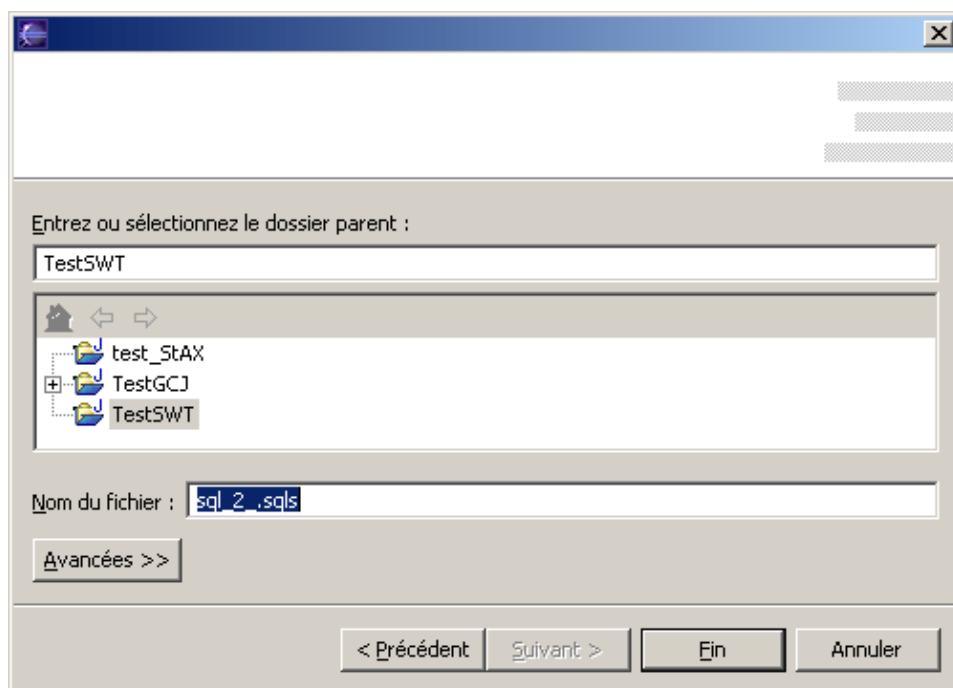 Entrez ou sélectionnez le dossier parent :
TestSWT
test_StAX
TestGCJ
TestSWT
Nom du fichier : sql_2_.sqls
Avancées >>
< Précédent Suivant > Fin Annuler